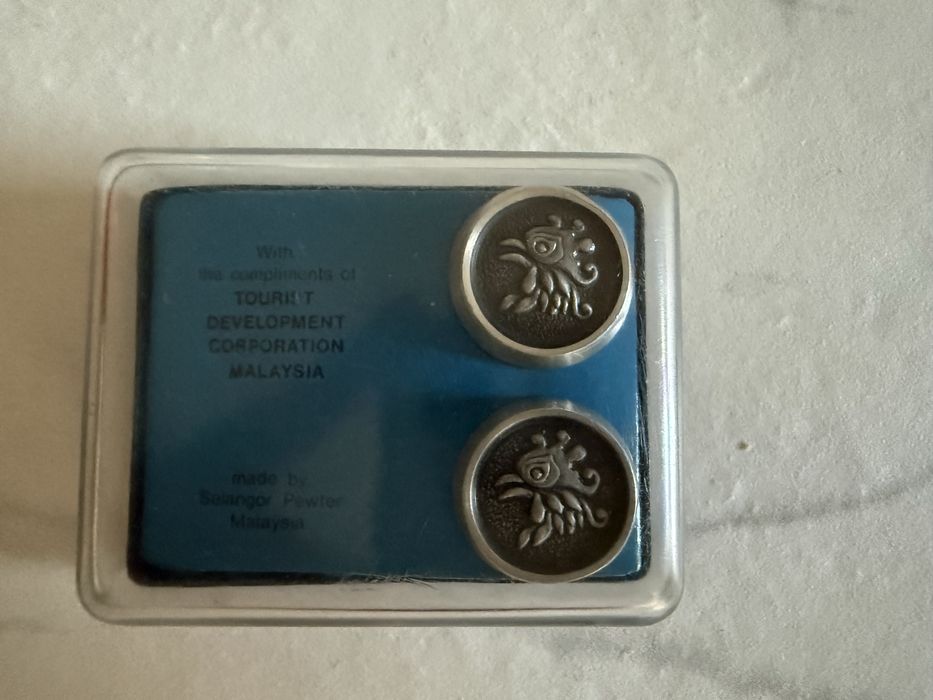 With
the compliments of
TOURIST
DEVELOPMENT
CORPORATION
MALAYSIA
made by
Selangor Pewter
Malaysia